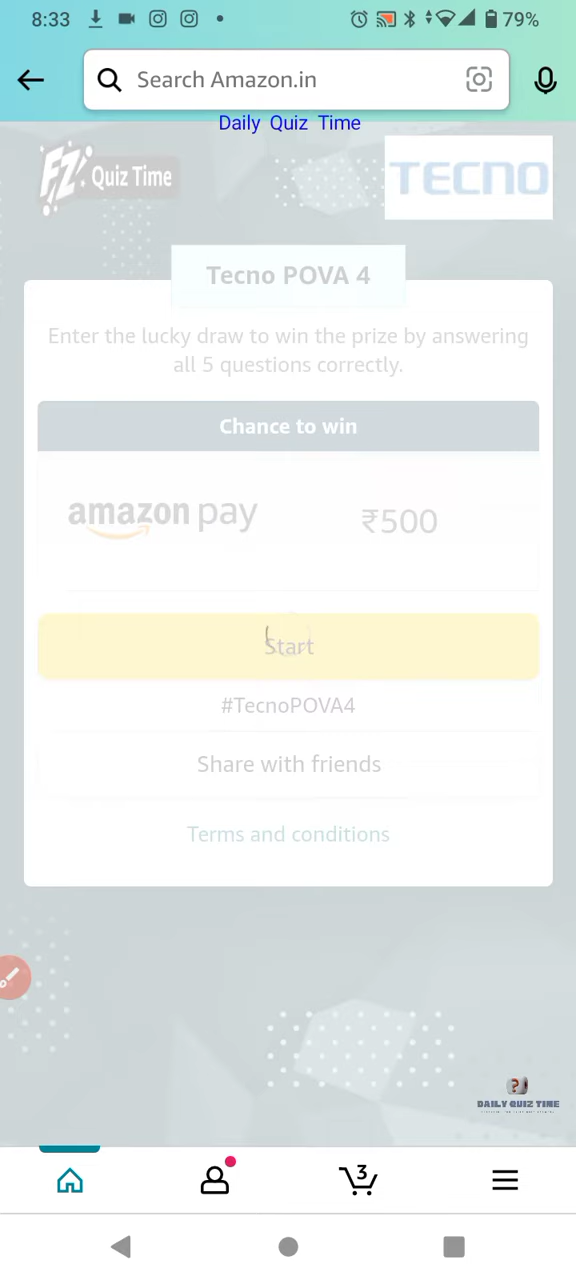 8:33
79%
Search Amazon.in
Daily Quiz Time
FZ Quiz Time
TECNO
Tecno POVA 4
Enter the lucky draw to win the prize by answering
all 5 questions correctly.
Chance to win
amazon pay
₹500
Start
#TecnoPOVA4
Share with friends
Terms and conditions
?
DAILY QUIZ TIME
3